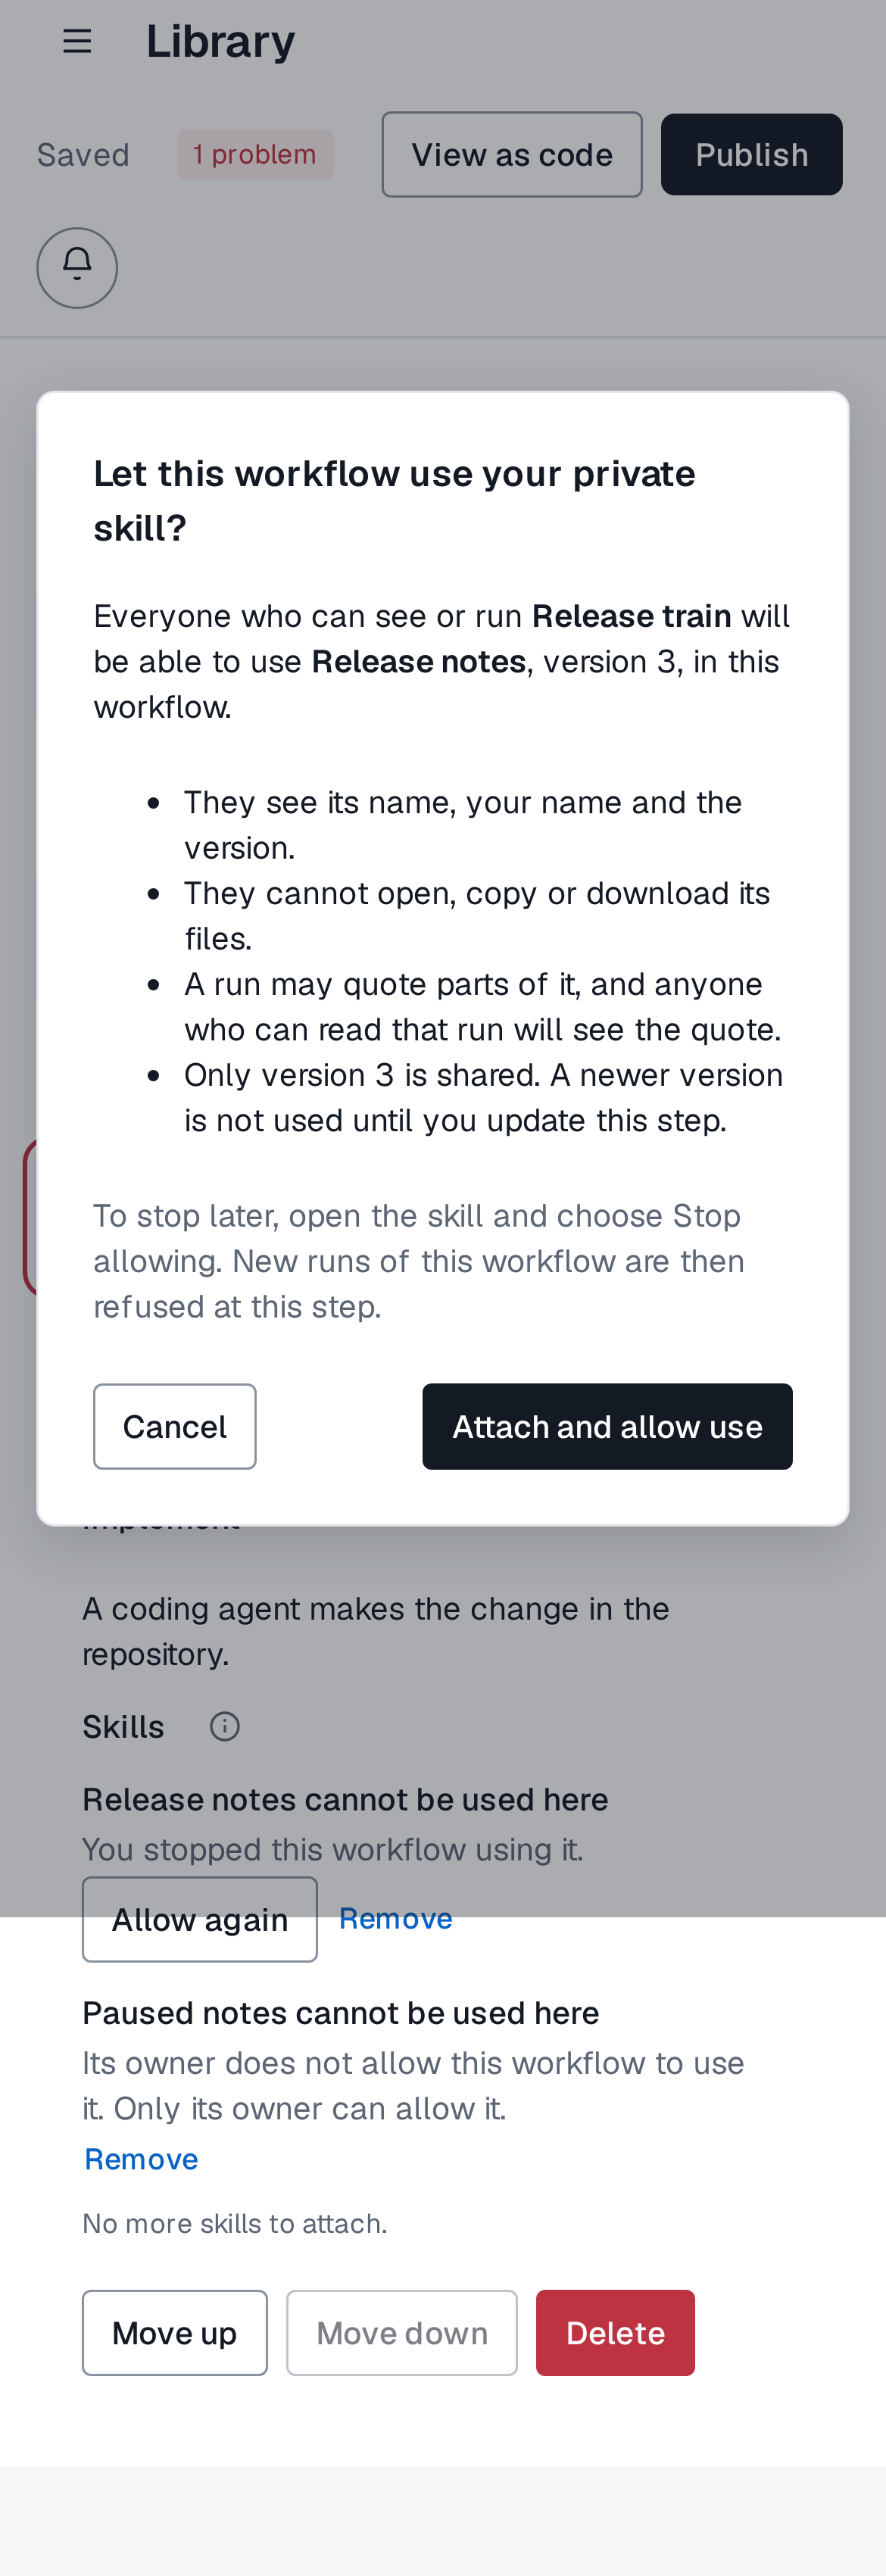 Library
Saved
1 problem
View as code
Publish
Let this workflow use your private
skill?
Everyone who can see or run Release train will
be able to use Release notes, version 3, in this
workflow.
They see its name, your name and the
version.
They cannot open, copy or download its
files.
A run may quote parts of it, and anyone
who can read that run will see the quote.
Only version 3 is shared. A newer version
is not used until you update this step.
To stop later, open the skill and choose Stop
allowing. New runs of this workflow are then
refused at this step.
Cancel
Attach and allow use
A coding agent makes the change in the
repository.
Skills
Release notes cannot be used here
You stopped this workflow using it.
Allow again
Remove
Paused notes cannot be used here
Its owner does not allow this workflow to use
it. Only its owner can allow it.
Remove
No more skills to attach.
Move up
Move down
Delete